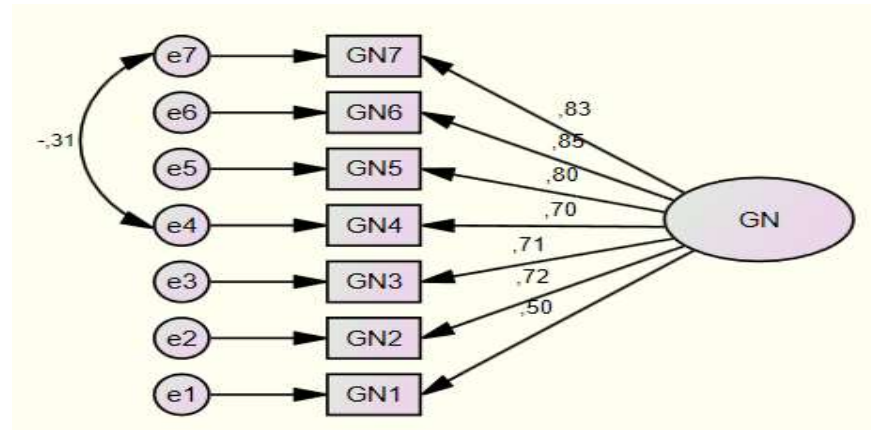 e7 GN7
,83
e6 GN6
,85
-,31
e5 GN5
,80
e4 GN4
,70
GN
,71
e3 GN3
,72
,50
e2 GN2
e1 GN1